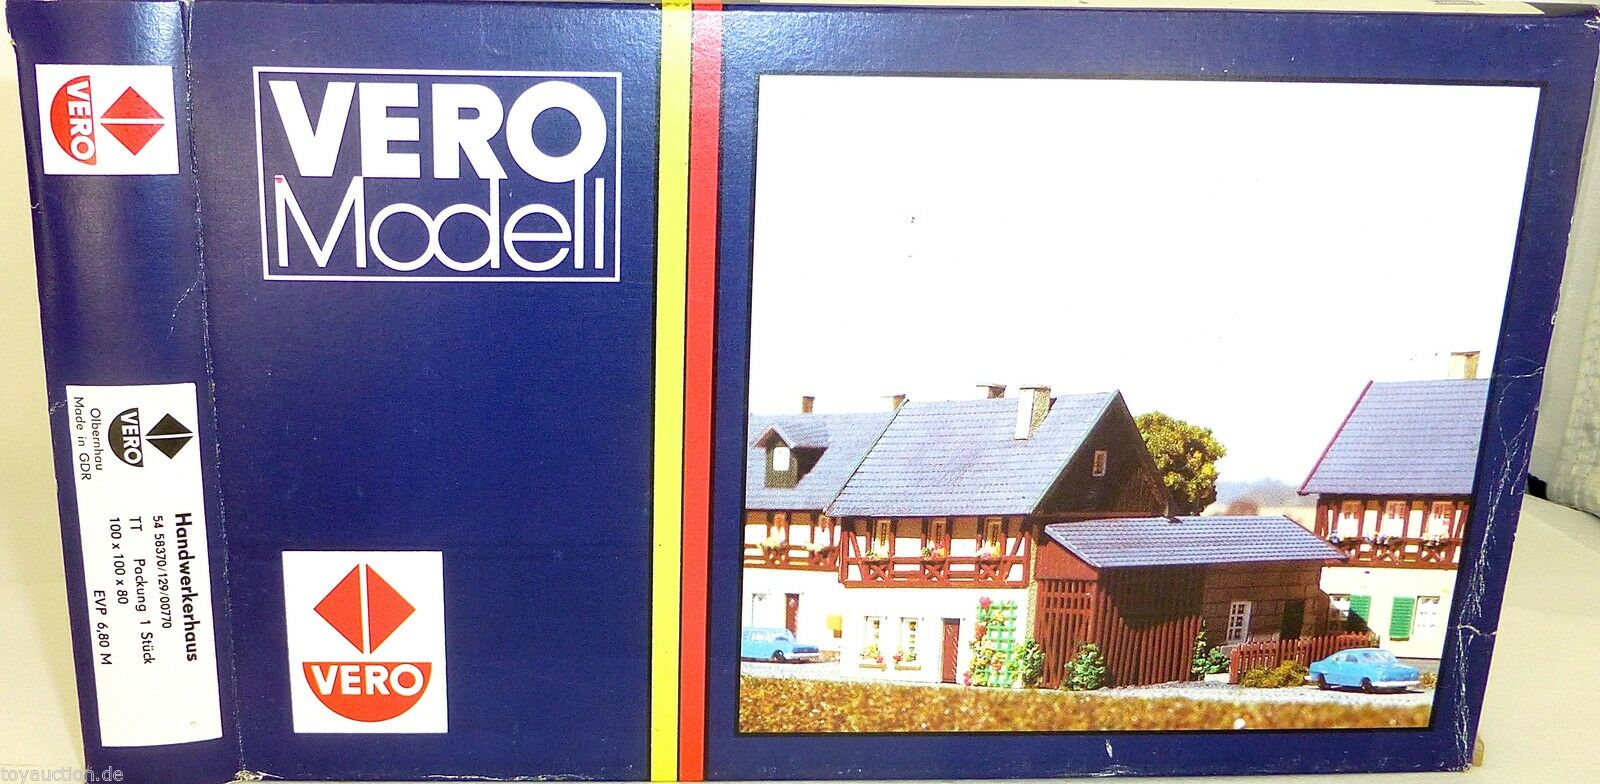 VERO
VERO
Modell
VERO
Olbernhau
Made in GDR
VERO
Handwerkerhaus
54 58370/129/00770
TT Packung 1 Stück
100 x 100 x 80 EVP 6,80 M
toyauction.de